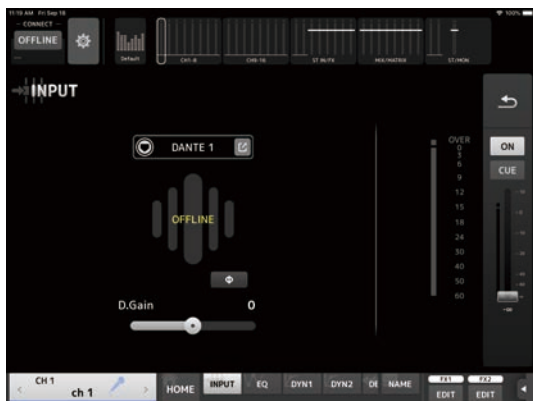 11:19 AM Fri Sep 18
100%
CONNECT
OFFLINE
---
Default
CH1-8
CH9-16
ST IN/FX
MIX/MATRIX
ST/MON
INPUT
DANTE 1
OFFLINE
D.Gain 0
OVER
0
3
6
9
12
15
18
24
30
40
50
60
ON
CUE
CH 1
ch 1
HOME
INPUT
EQ
DYN1
DYN2
NAME
FX1
EDIT
FX2
EDIT